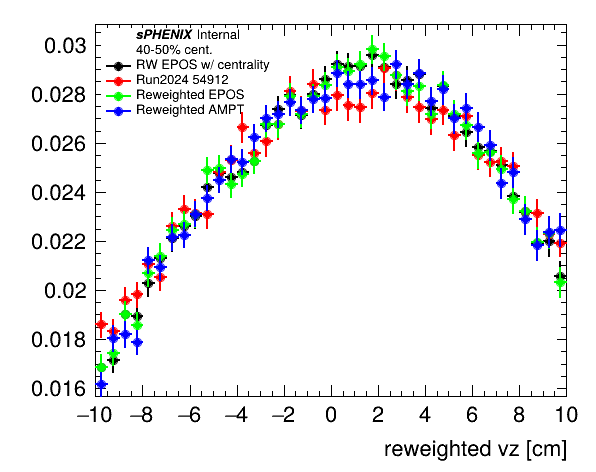 sPHENIX Internal
40-50% cent.
RW EPOS w/ centrality
Run2024 54912
Reweighted EPOS
Reweighted AMPT
0.03
0.028
0.026
0.024
0.022
0.02
0.018
0.016
−10 −8 −6 −4 −2 0 2 4 6 8 10
reweighted vz [cm]